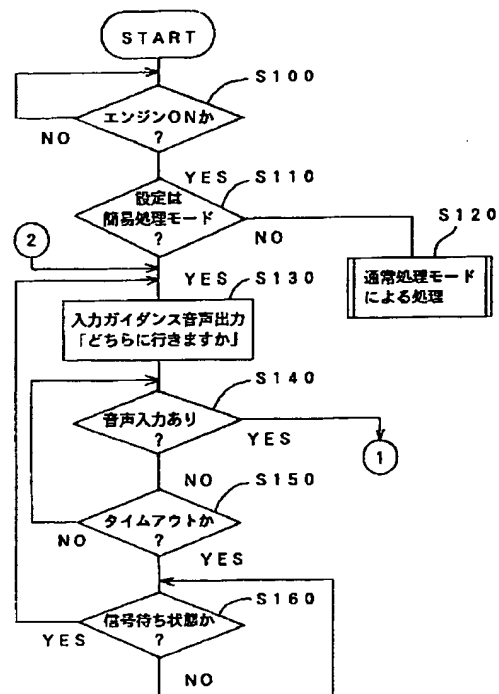 START
S100
エンジンONか
?
NO
YES
S110
設定は
簡易処理モード
?
NO
S120
通常処理モード
による処理
2
YES
S130
入力ガイダンス音声出力
「どちらに行きますか」
S140
音声入力あり
?
YES
1
NO
S150
タイムアウトか
?
NO
YES
S160
信号待ち状態か
?
YES
NO